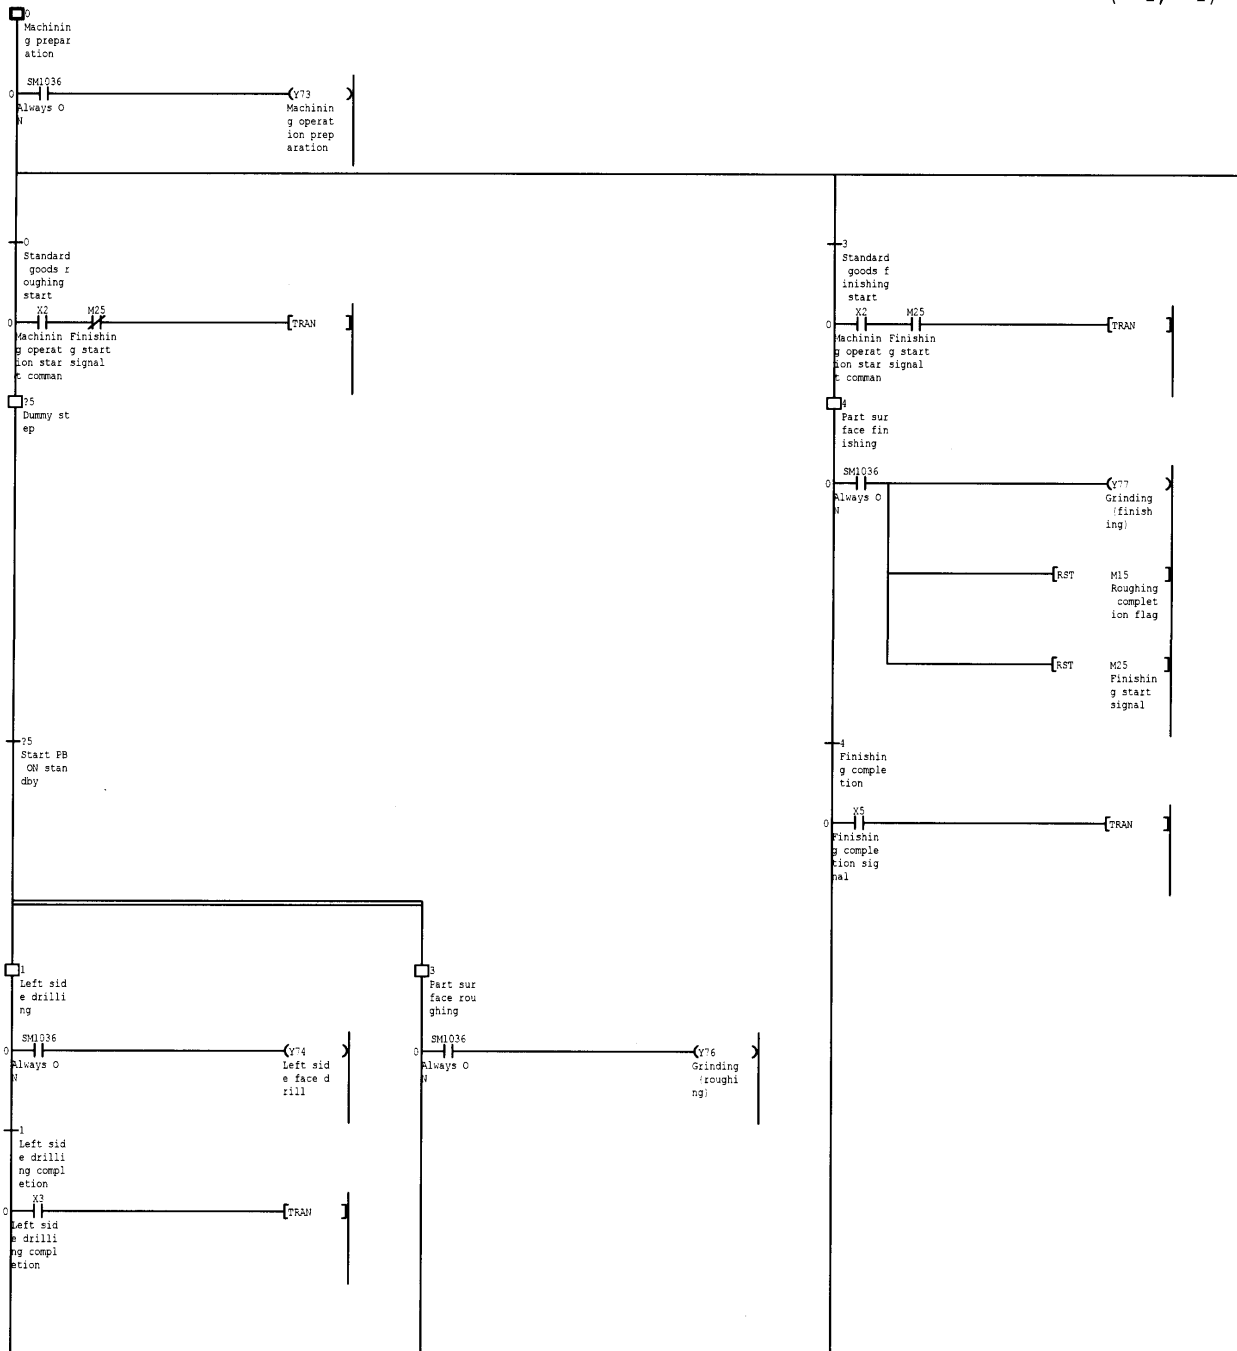 0
Machinin
g prepar
ation
SM1036
0
Always O
N
Y73
Machinin
g operat
ion prep
aration
0
Standard
goods r
oughing
start
X2 M25
0
TRAN
Machinin Finishin
g operat g start
ion star signal
t comman
?5
Dummy st
ep
?5
Start PB
ON stan
dby
1
Left sid
e drilli
ng
SM1036
0
Always O
N
Y74
Left sid
e face d
rill
1
Left sid
e drilli
ng compl
etion
X3
0
TRAN
Left sid
e drilli
ng compl
etion
3
Part sur
face rou
ghing
SM1036
0
Always O
N
Y76
Grinding
(roughi
ng)
3
Standard
goods f
inishing
start
X2 M25
0
TRAN
Machinin Finishin
g operat g start
ion star signal
t comman
4
Part sur
face fin
ishing
SM1036
0
Always O
N
Y77
Grinding
(finish
ing)
RST M15
Roughing
complet
ion flag
RST M25
Finishin
g start
signal
4
Finishin
g comple
tion
X5
0
TRAN
Finishin
g comple
tion sig
nal